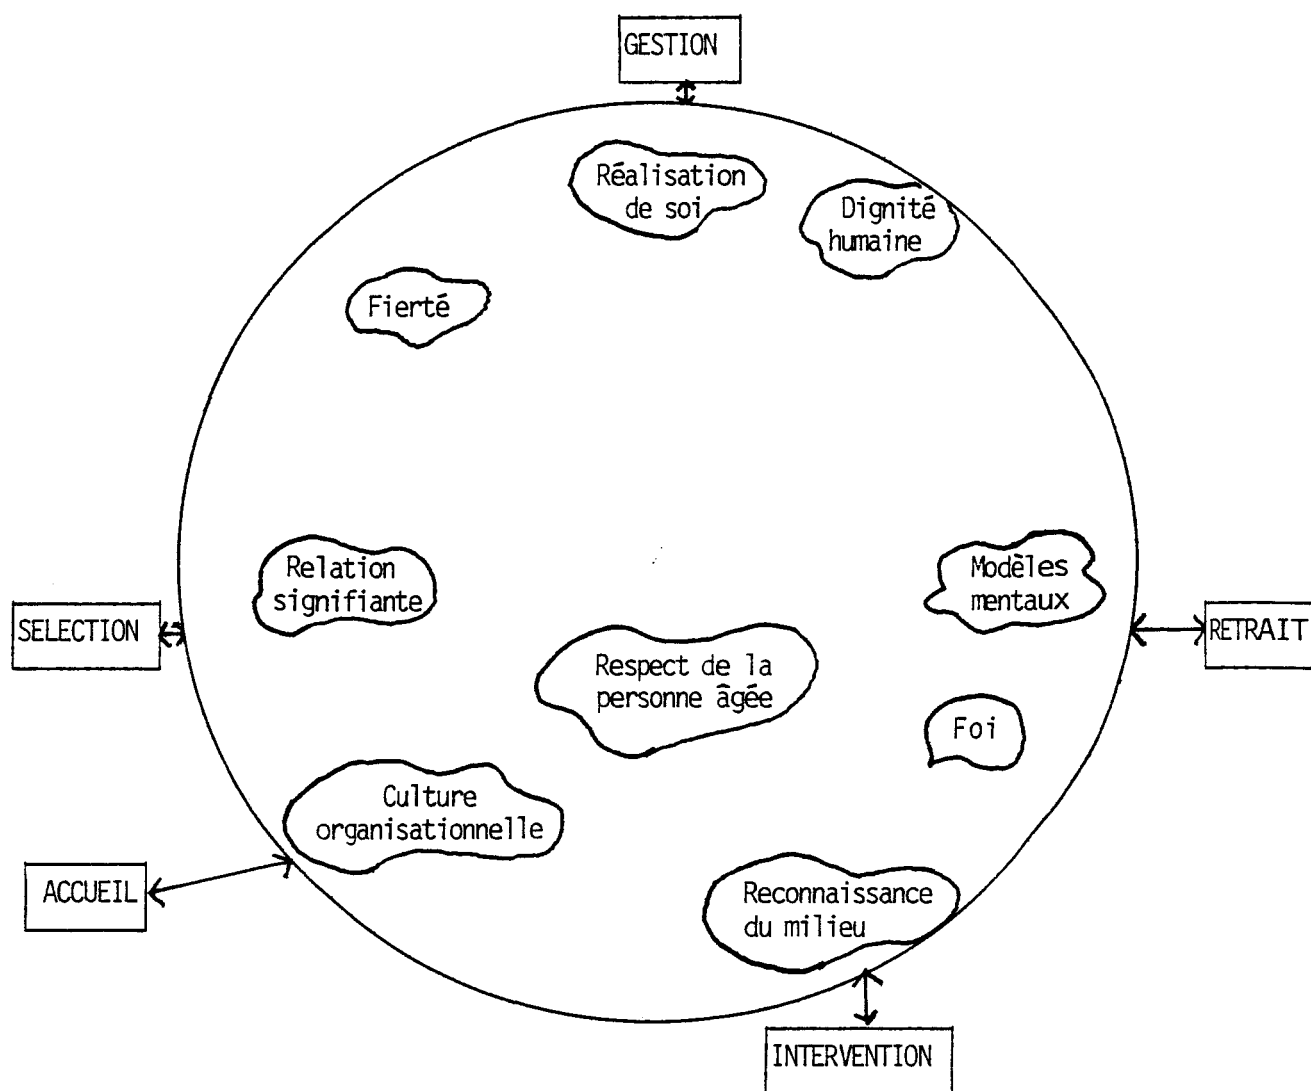 GESTION
Réalisation
de soi
Dignité
humaine
Fierté
Relation
signifiante
Modèles
mentaux
SELECTION
RETRAIT
Respect de la
personne âgée
Foi
Culture
organisationnelle
ACCUEIL
Reconnaissance
du milieu
INTERVENTION